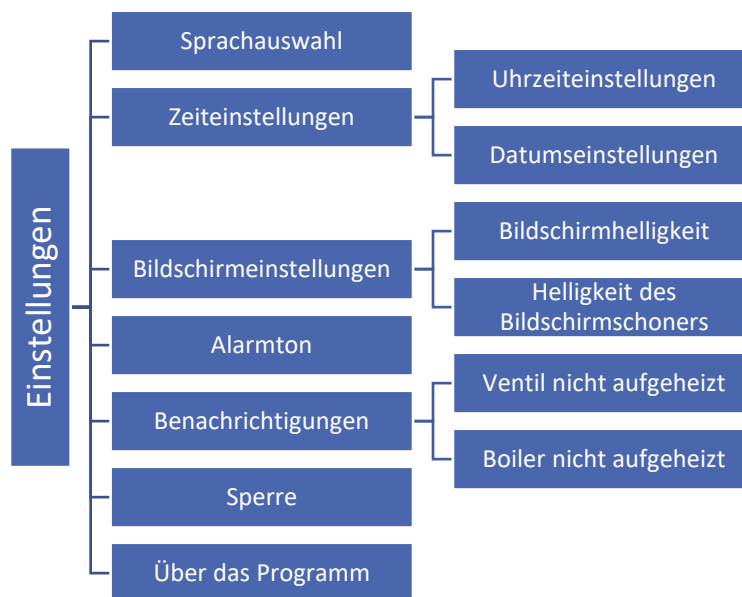 Einstellungen
Sprachauswahl
Zeiteinstellungen
Uhrzeiteinstellungen
Datumseinstellungen
Bildschirmeinstellungen
Bildschirmhelligkeit
Helligkeit des
Bildschirmschoners
Alarmton
Benachrichtigungen
Ventil nicht aufgeheizt
Boiler nicht aufgeheizt
Sperre
Über das Programm